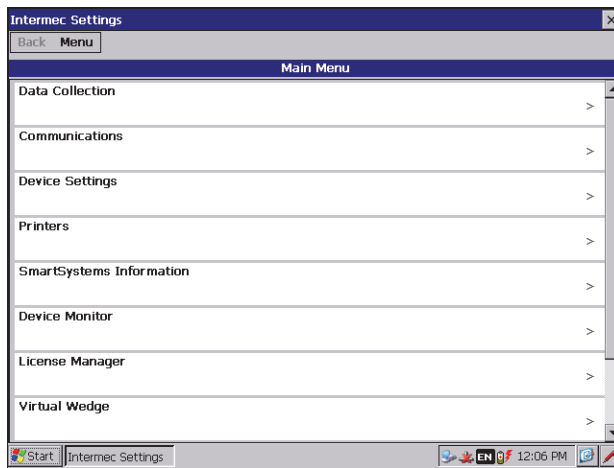 Intermec Settings
Back Menu
Main Menu
Data Collection
>
Communications
>
Device Settings
>
Printers
>
SmartSystems Information
>
Device Monitor
>
License Manager
>
Virtual Wedge
>
Start Intermec Settings EN 12:06 PM